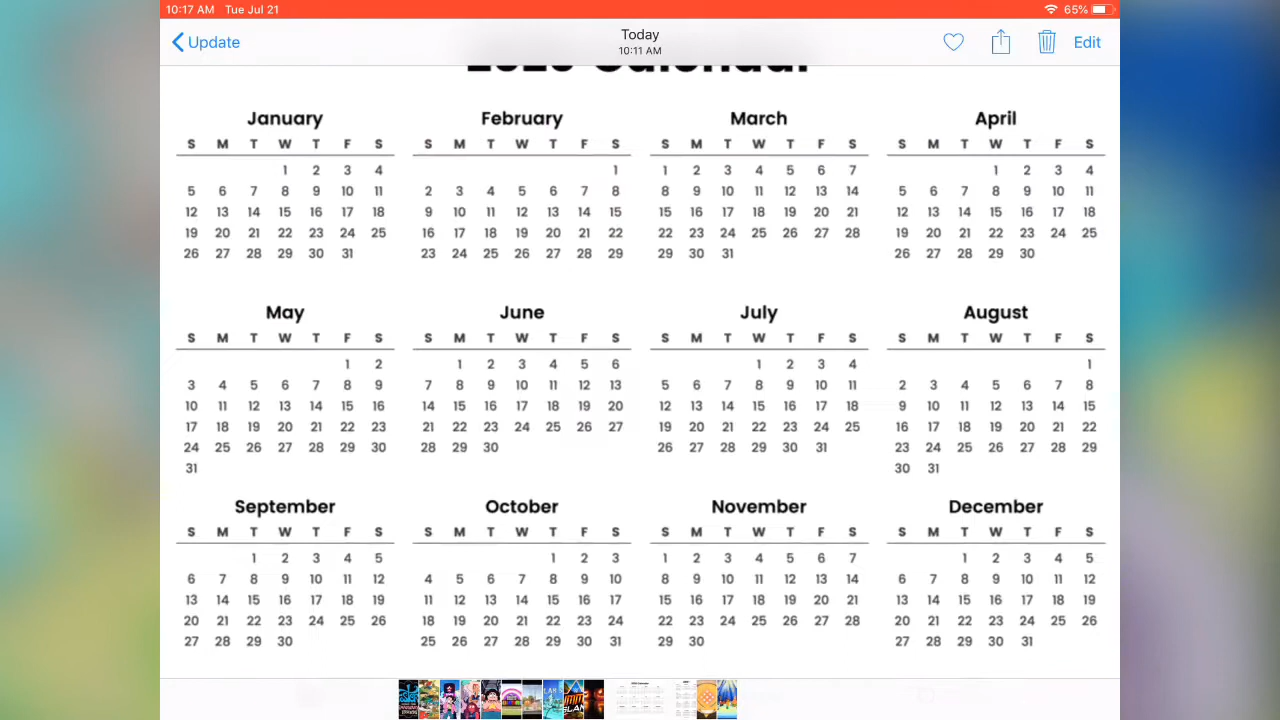 10:17 AM Tue Jul 21
65%
Update
Today
10:11 AM
Edit
Calendar
January February March April
S M T W T F S S M T W T F S S M T W T F S S M T W T F S
1 2 3 4 1 1 2 3 4 5 6 7 1 2 3 4
5 6 7 8 9 10 11 2 3 4 5 6 7 8 8 9 10 11 12 13 14 5 6 7 8 9 10 11
12 13 14 15 16 17 18 9 10 11 12 13 14 15 15 16 17 18 19 20 21 12 13 14 15 16 17 18
19 20 21 22 23 24 25 16 17 18 19 20 21 22 22 23 24 25 26 27 28 19 20 21 22 23 24 25
26 27 28 29 30 31 23 24 25 26 27 28 29 29 30 31 26 27 28 29 30
May June July August
S M T W T F S S M T W T F S S M T W T F S S M T W T F S
1 2 1 2 3 4 5 6 1 2 3 4 1
3 4 5 6 7 8 9 7 8 9 10 11 12 13 5 6 7 8 9 10 11 2 3 4 5 6 7 8
10 11 12 13 14 15 16 14 15 16 17 18 19 20 12 13 14 15 16 17 18 9 10 11 12 13 14 15
17 18 19 20 21 22 23 21 22 23 24 25 26 27 19 20 21 22 23 24 25 16 17 18 19 20 21 22
24 25 26 27 28 29 30 28 29 30 26 27 28 29 30 31 23 24 25 26 27 28 29
31 30 31
September October November December
S M T W T F S S M T W T F S S M T W T F S S M T W T F S
1 2 3 4 5 1 2 3 1 2 3 4 5 6 7 1 2 3 4 5
6 7 8 9 10 11 12 4 5 6 7 8 9 10 8 9 10 11 12 13 14 6 7 8 9 10 11 12
13 14 15 16 17 18 19 11 12 13 14 15 16 17 15 16 17 18 19 20 21 13 14 15 16 17 18 19
20 21 22 23 24 25 26 18 19 20 21 22 23 24 22 23 24 25 26 27 28 20 21 22 23 24 25 26
27 28 29 30 25 26 27 28 29 30 31 29 30 27 28 29 30 31